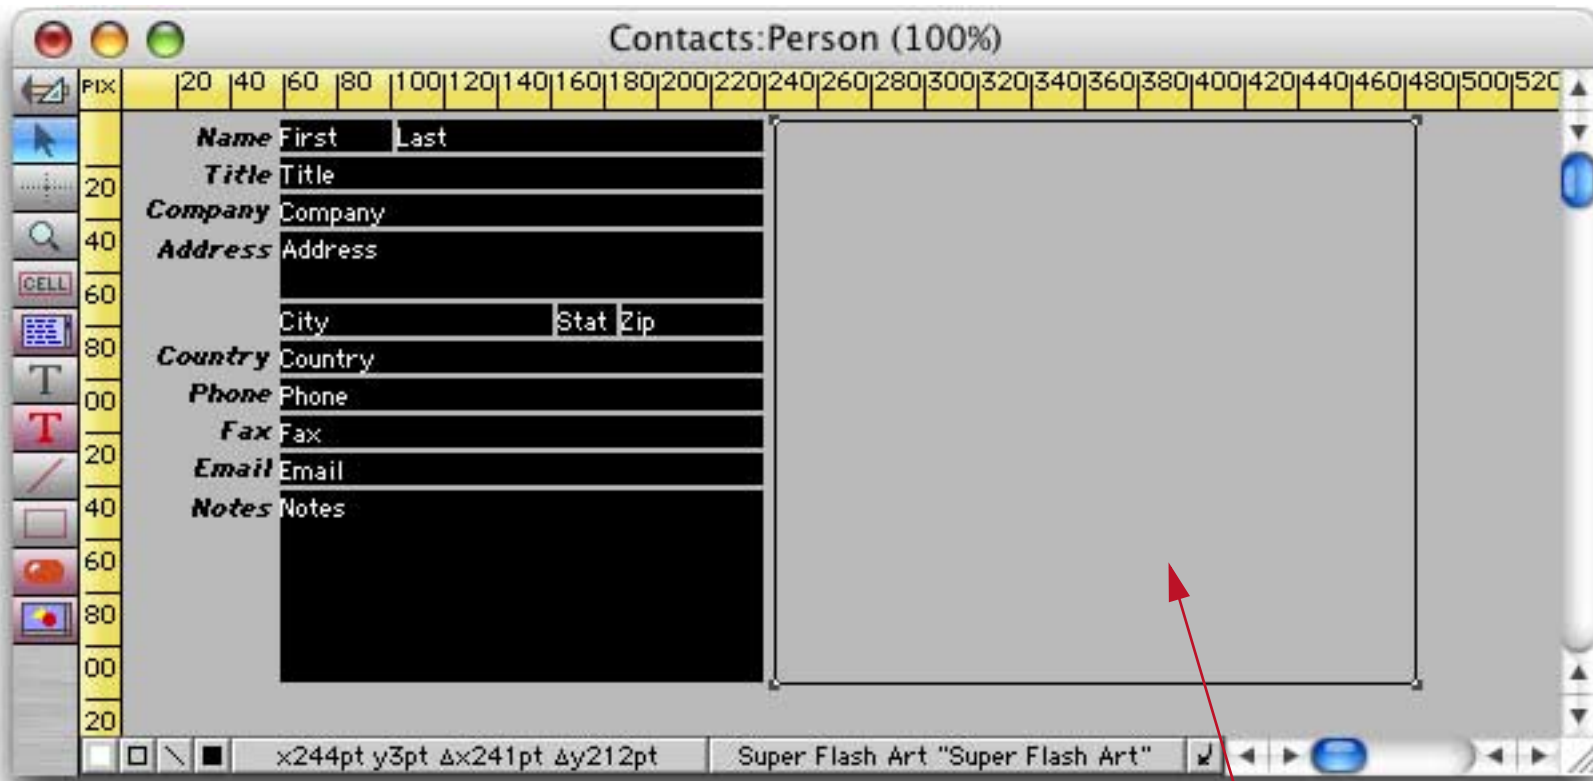 Contacts:Person (100%)
PIX 20 40 60 80 100 120 140 160 180 200 220 240 260 280 300 320 340 360 380 400 420 440 460 480 500 520
Name First Last
20 Title Title
Company Company
40 Address Address
CELL
60
City Stat Zip
80 Country Country
T
00 Phone Phone
T Fax Fax
20 Email Email
40 Notes Notes
60
80
00
20
x244pt y3pt Δx241pt Δy212pt Super Flash Art "Super Flash Art"